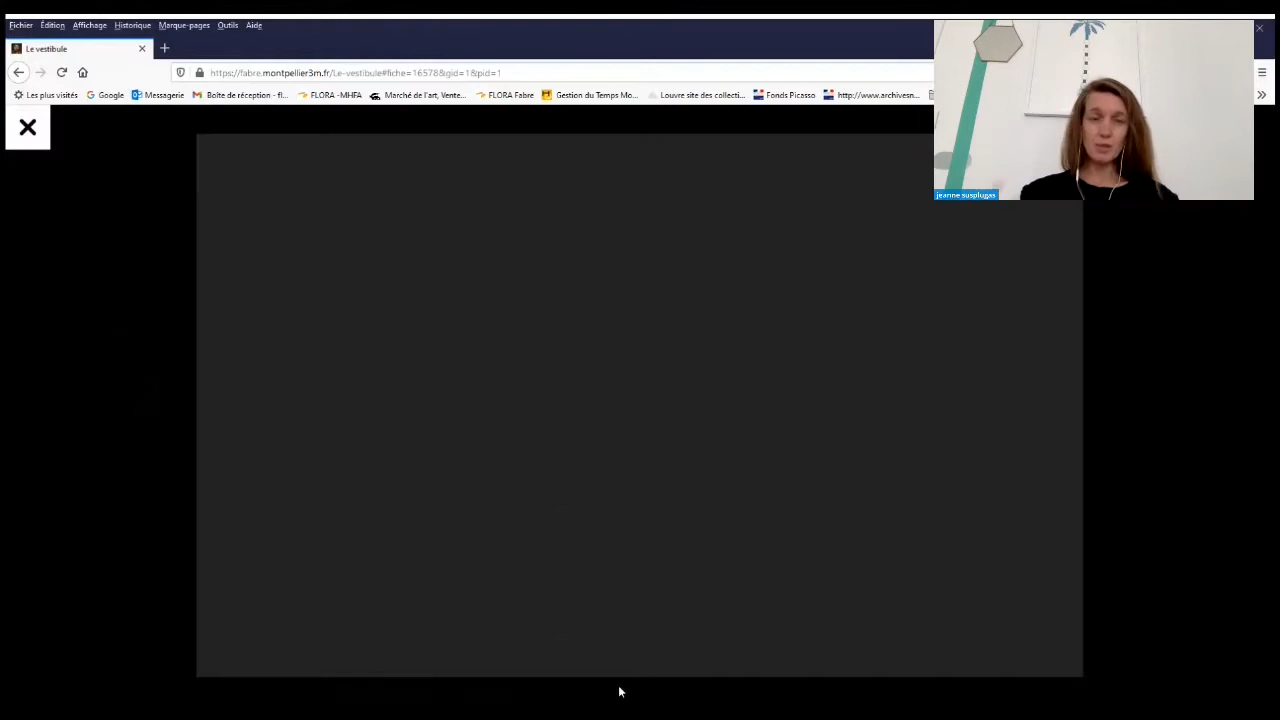 Fichier Édition Affichage Historique Marque-pages Outils Aide
Le vestibule
https://fabre.montpellier3m.fr/Le-vestibule#fiche=16578&gid=1&pid=1
Les plus visités Google Messagerie Boîte de réception - fl... FLORA -MHFA Marché de l'art, Vente... FLORA Fabre Gestion du Temps Mo... Louvre site des collecti... Fonds Picasso http://www.archivesn...
jeanne susplugas